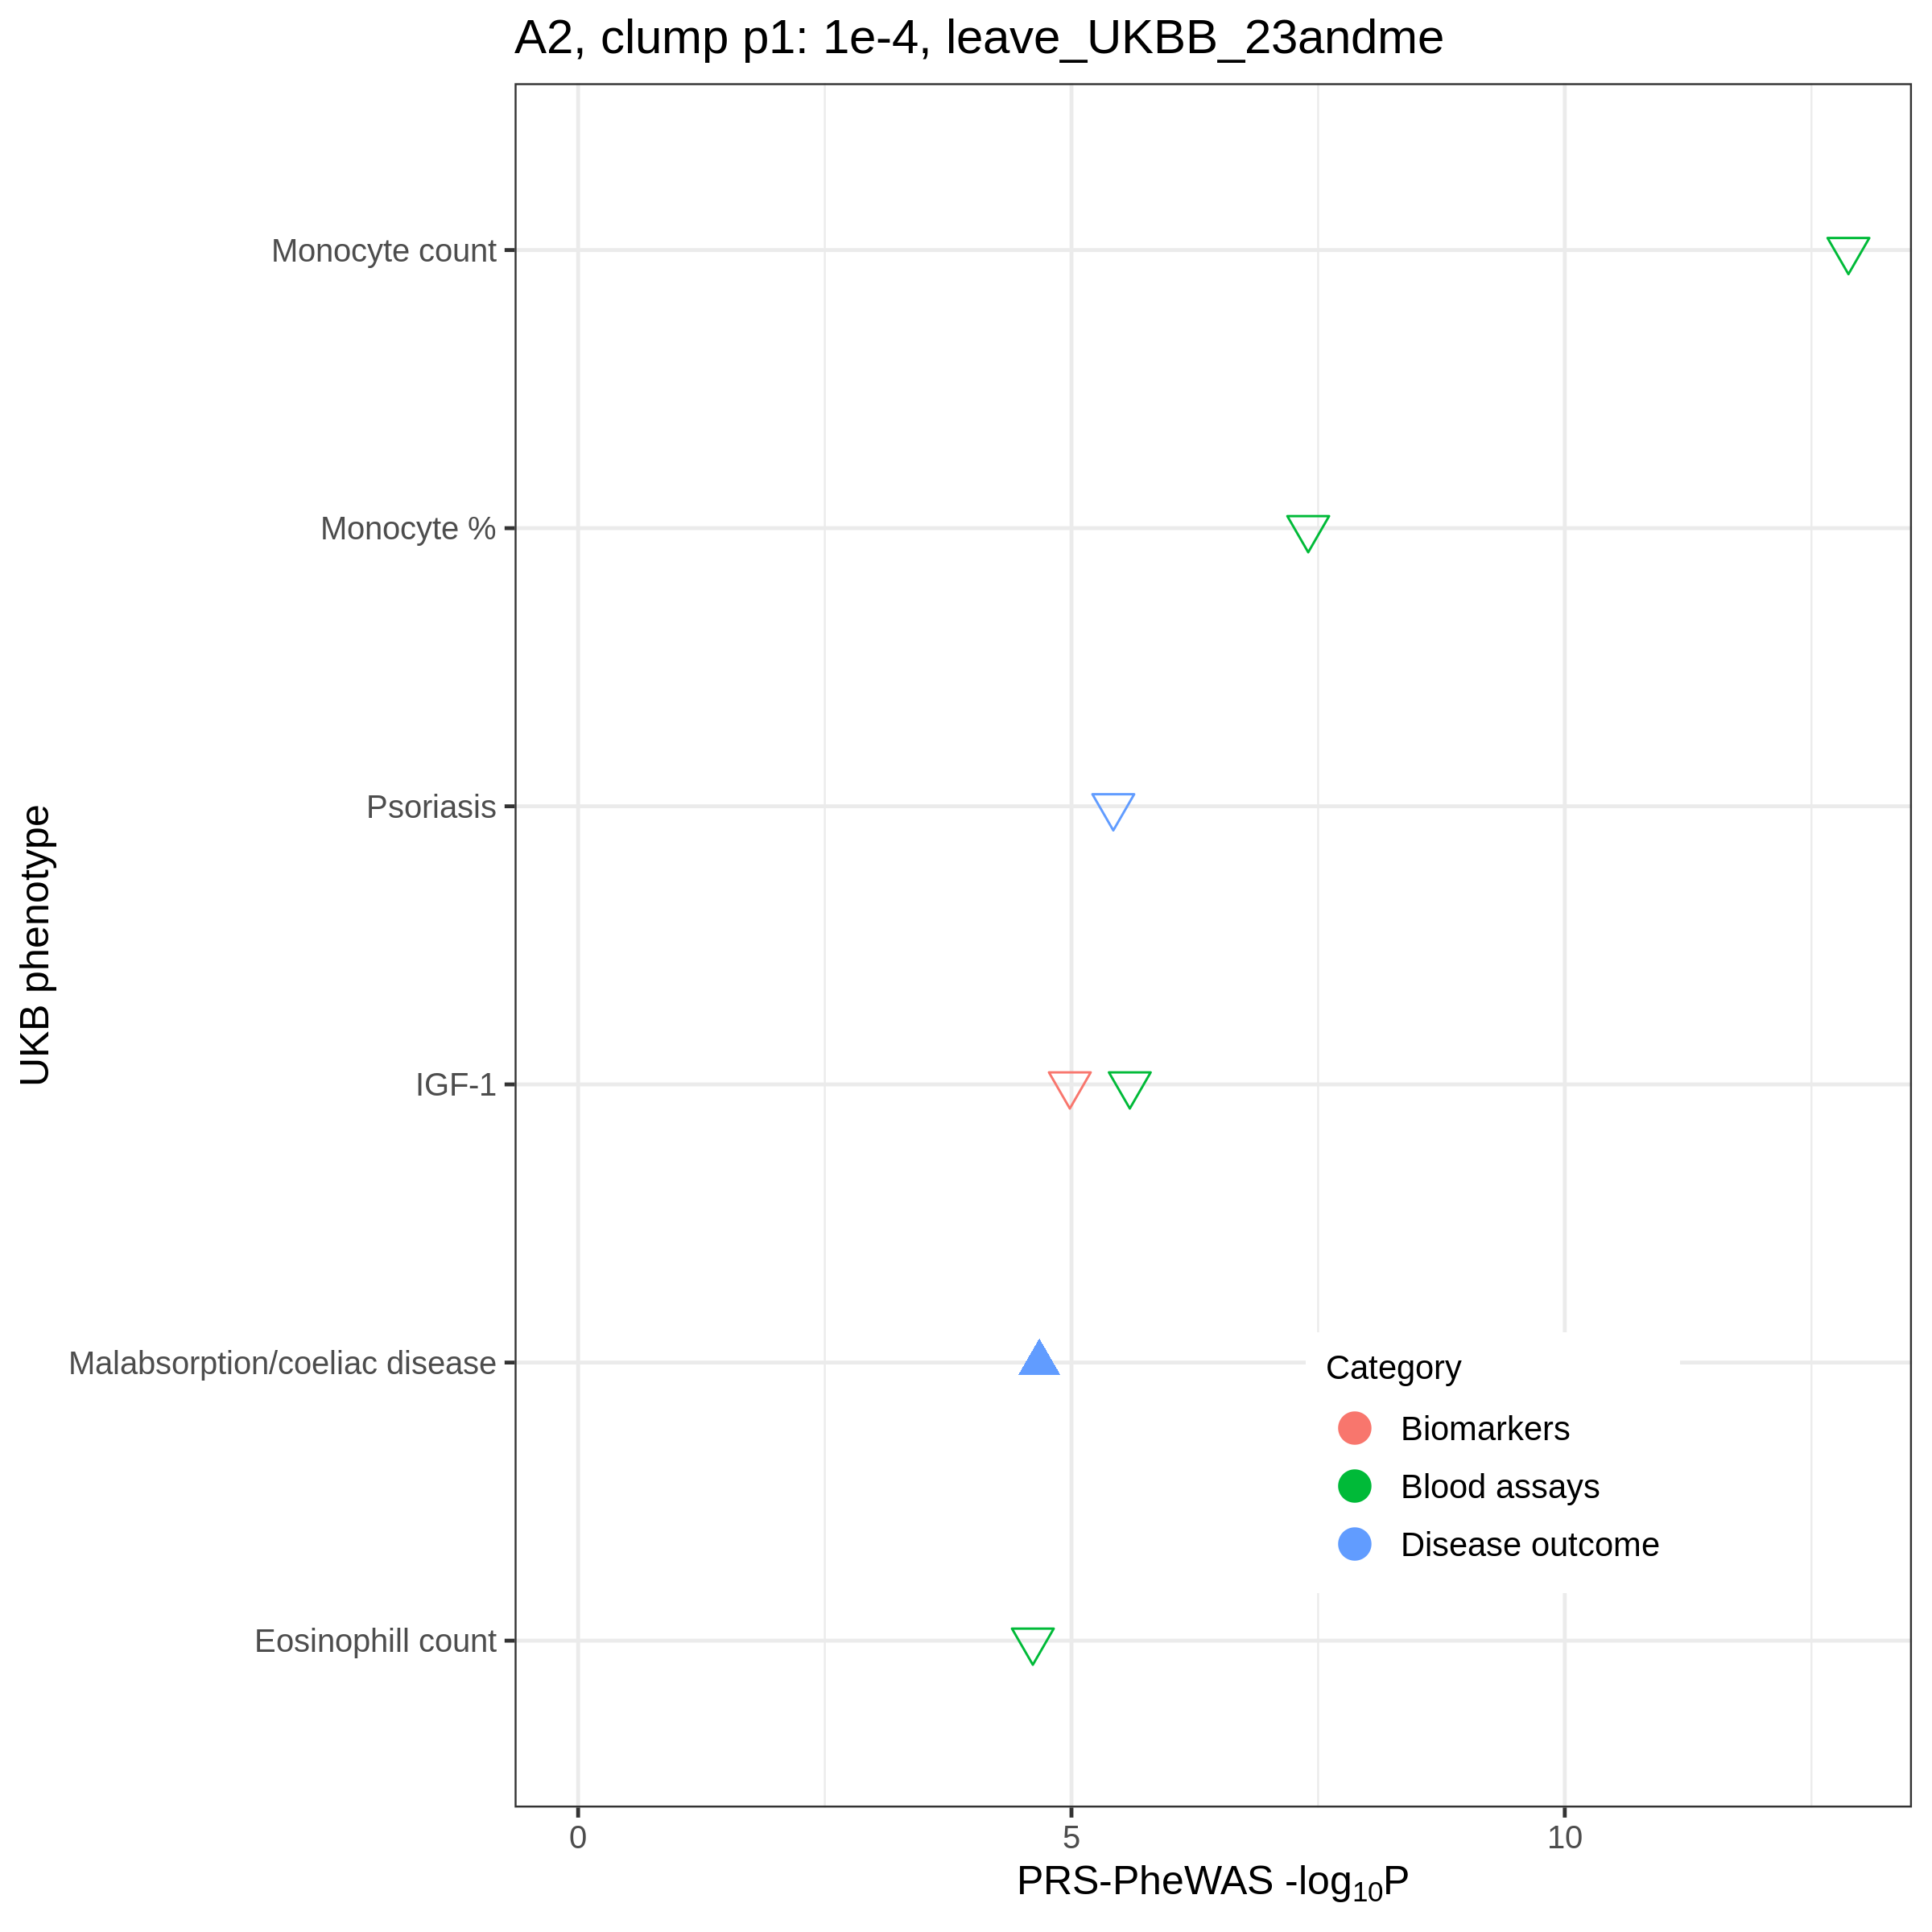 A2, clump p1: 1e-4, leave_UKBB_23andme
UKB phenotype
Monocyte count
Monocyte %
Psoriasis
IGF-1
Malabsorption/coeliac disease
Eosinophill count
Category
Biomarkers
Blood assays
Disease outcome
0 5 10
PRS-PheWAS -log₁₀P